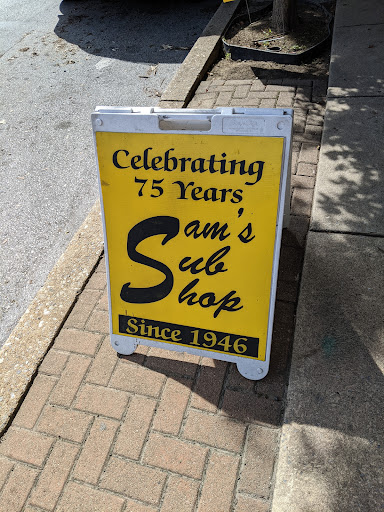 Celebrating
75 Years
Sam's
Sub
Shop
Since 1946